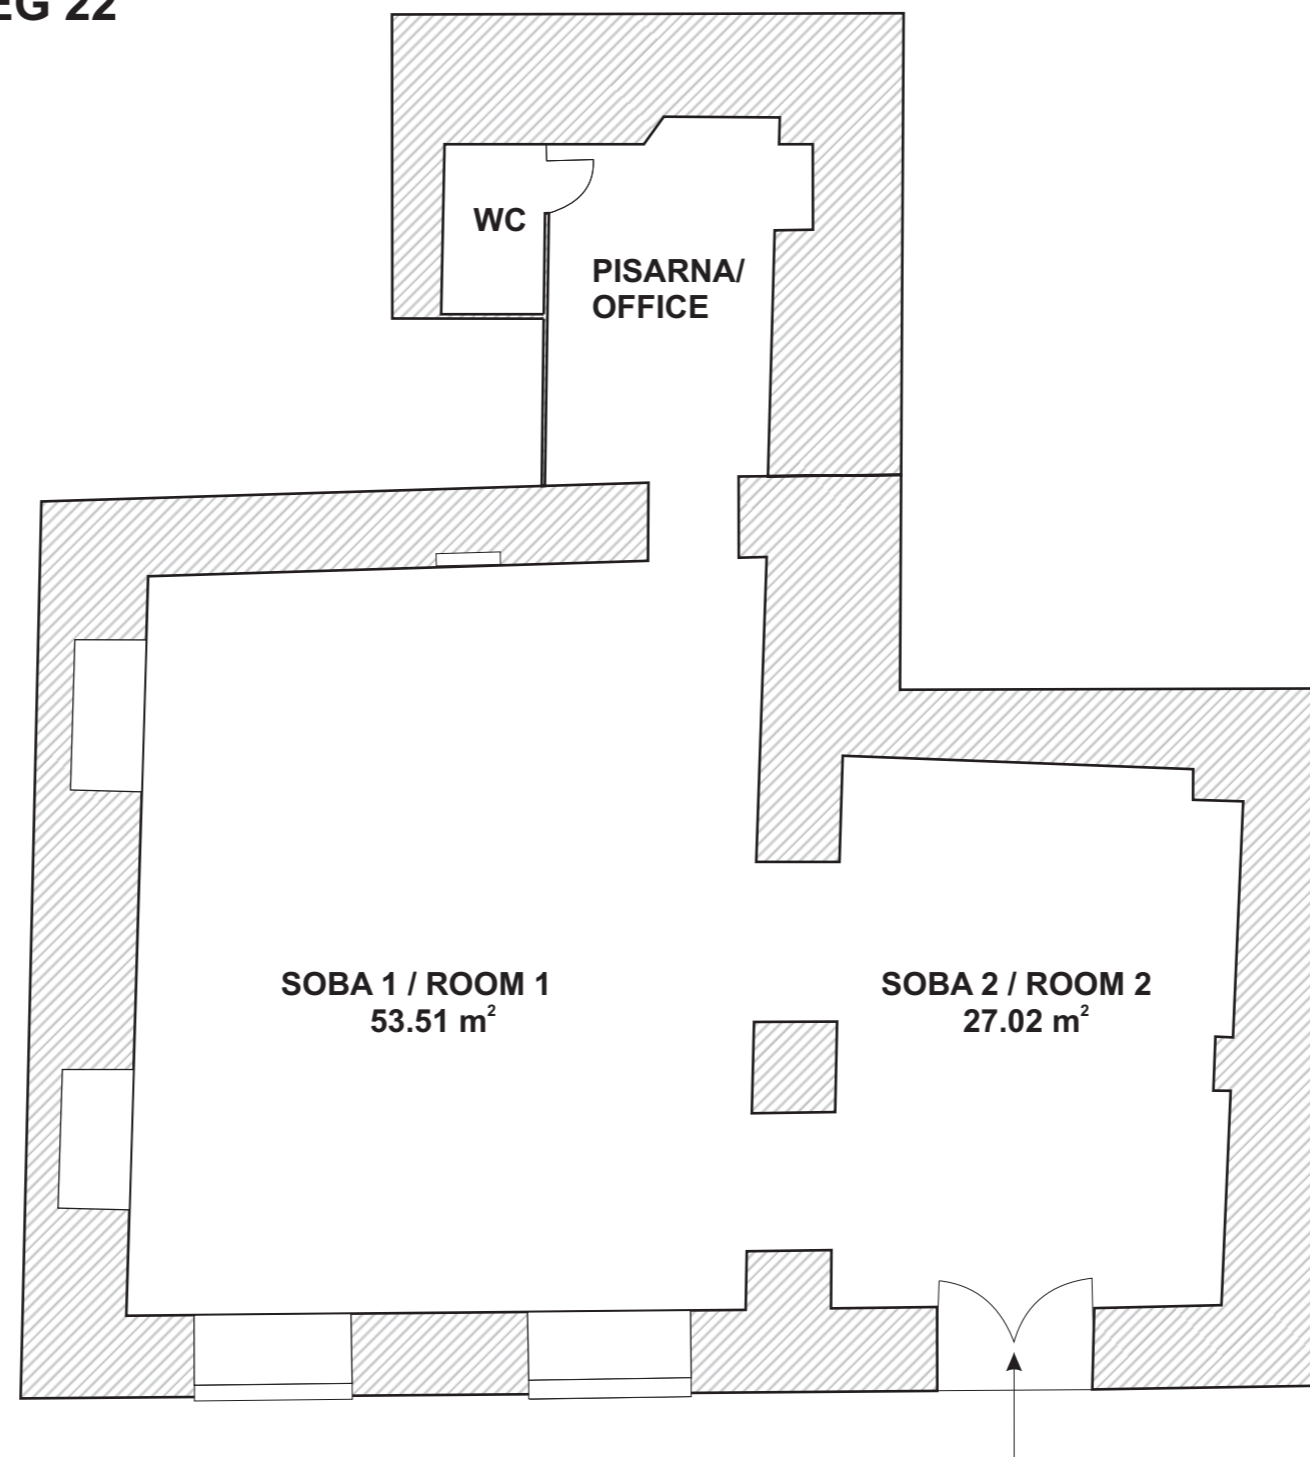 EG 22
WC
PISARNA/
OFFICE
SOBA 1 / ROOM 1
53.51 m²
SOBA 2 / ROOM 2
27.02 m²